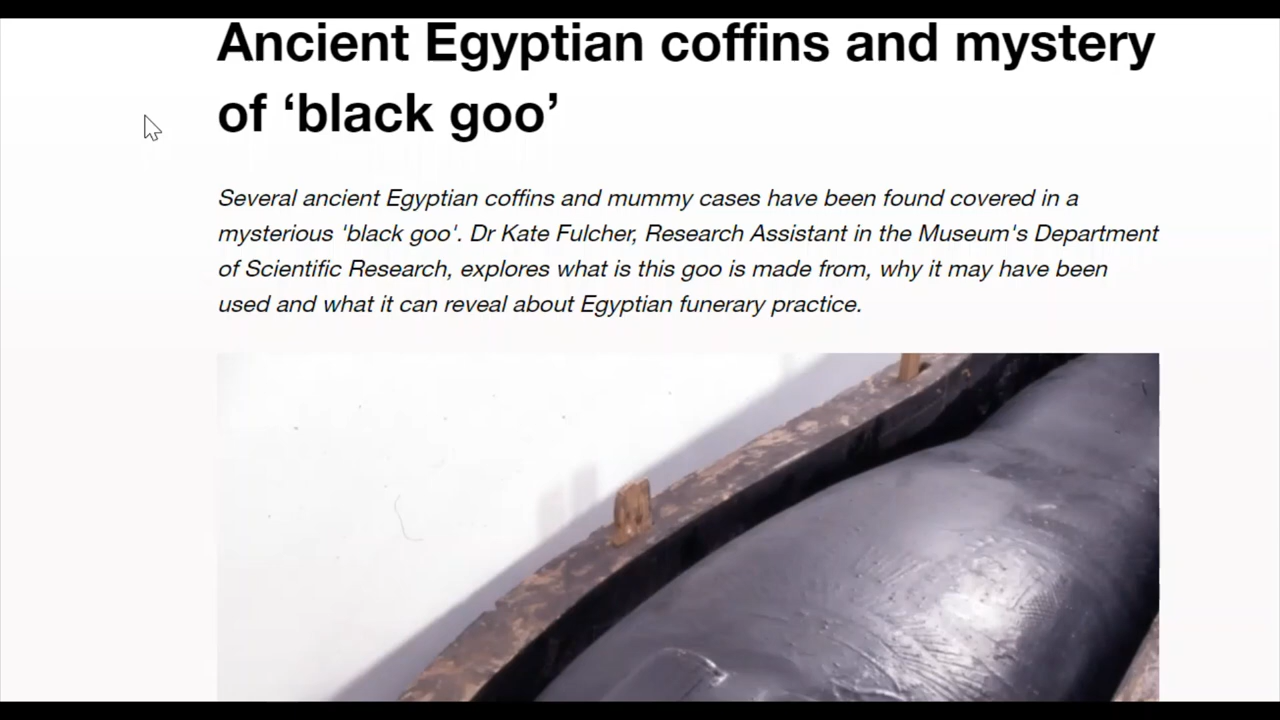 Ancient Egyptian coffins and mystery
of ‘black goo’
Several ancient Egyptian coffins and mummy cases have been found covered in a
mysterious 'black goo'. Dr Kate Fulcher, Research Assistant in the Museum's Department
of Scientific Research, explores what is this goo is made from, why it may have been
used and what it can reveal about Egyptian funerary practice.